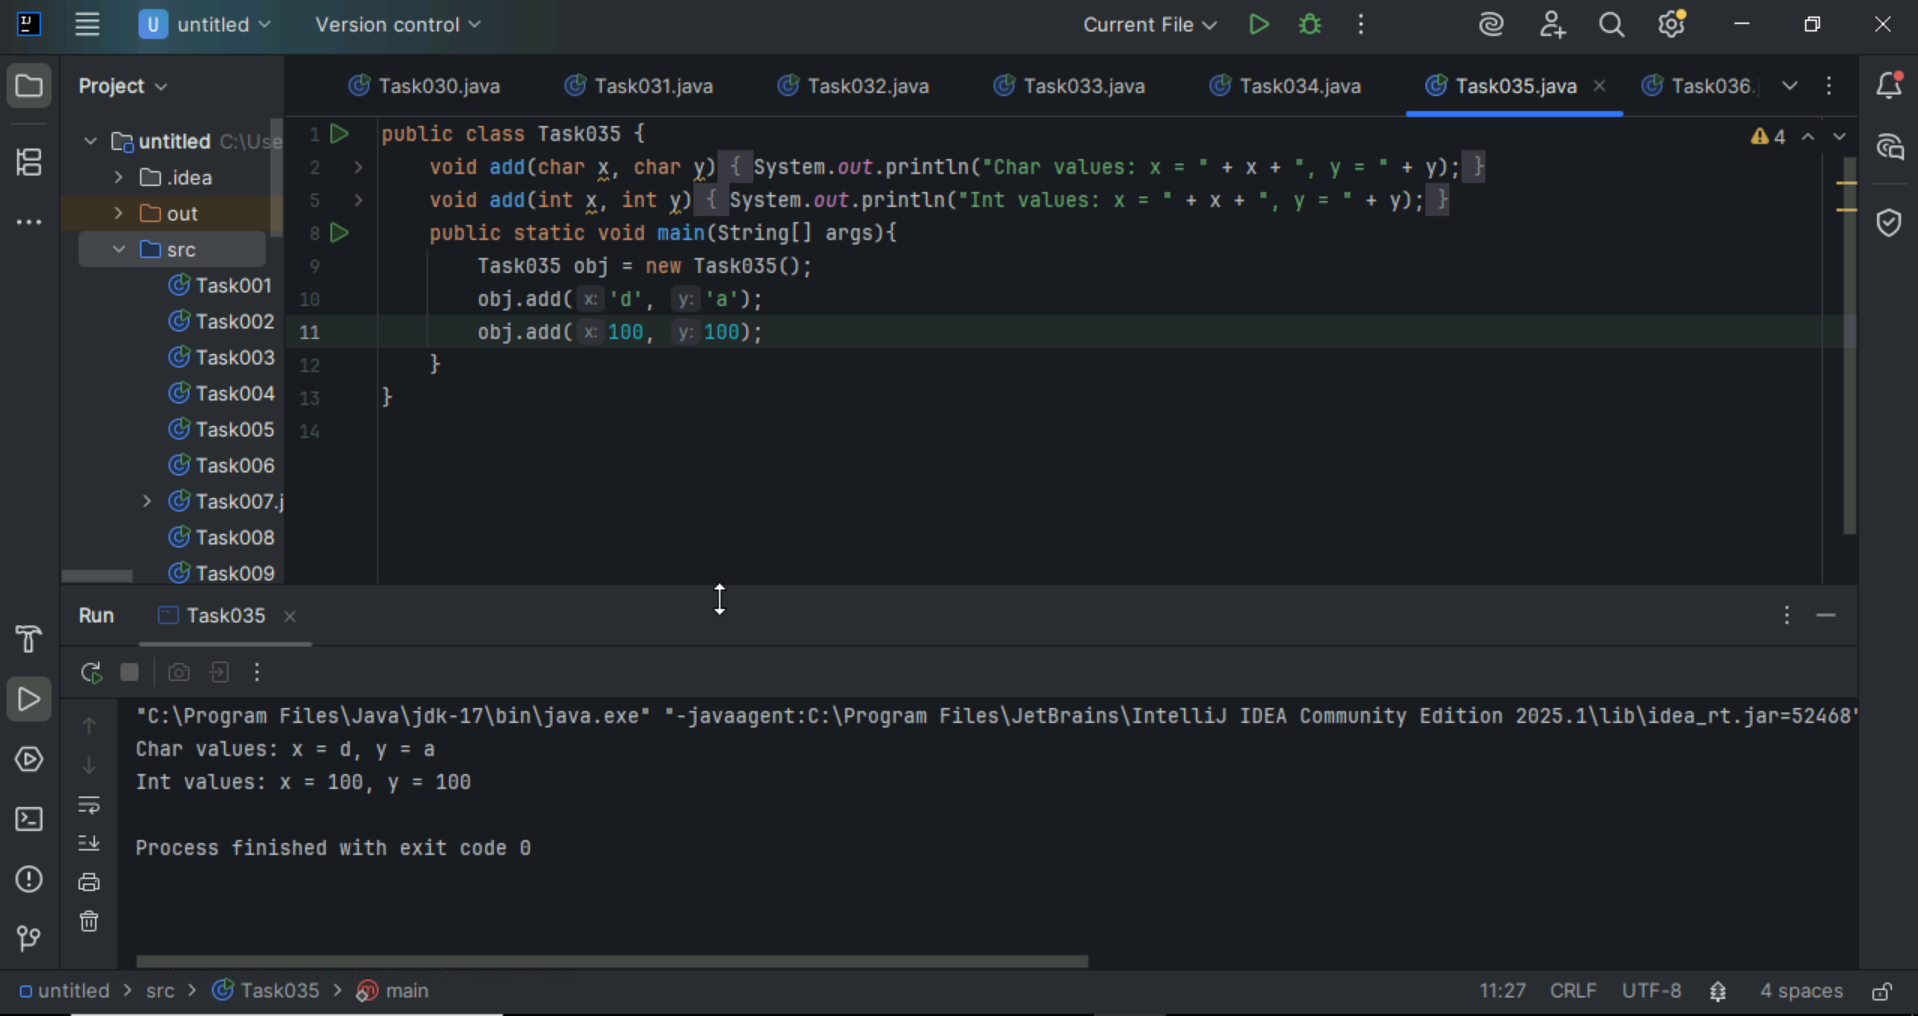 U untitled Version control Current File
Project Task030.java Task031.java Task032.java Task033.java Task034.java Task035.java Task036.
untitled C:\Use
.idea
out
src
Task001
Task002
Task003
Task004
Task005
Task006
Task007.j
Task008
Task009
4
1 public class Task035 {
2 void add(char x, char y) { System.out.println("Char values: x = " + x + ", y = " + y); }
5 void add(int x, int y) { System.out.println("Int values: x = " + x + ", y = " + y); }
8 public static void main(String[] args){
9 Task035 obj = new Task035();
10 obj.add( x: 'd', y: 'a');
11 obj.add( x: 100, y: 100);
12 }
13 }
14
Run Task035
"C:\Program Files\Java\jdk-17\bin\java.exe" "-javaagent:C:\Program Files\JetBrains\IntelliJ IDEA Community Edition 2025.1\lib\idea_rt.jar=52468"
Char values: x = d, y = a
Int values: x = 100, y = 100
Process finished with exit code 0
untitled > src > Task035 > main 11:27 CRLF UTF-8 4 spaces